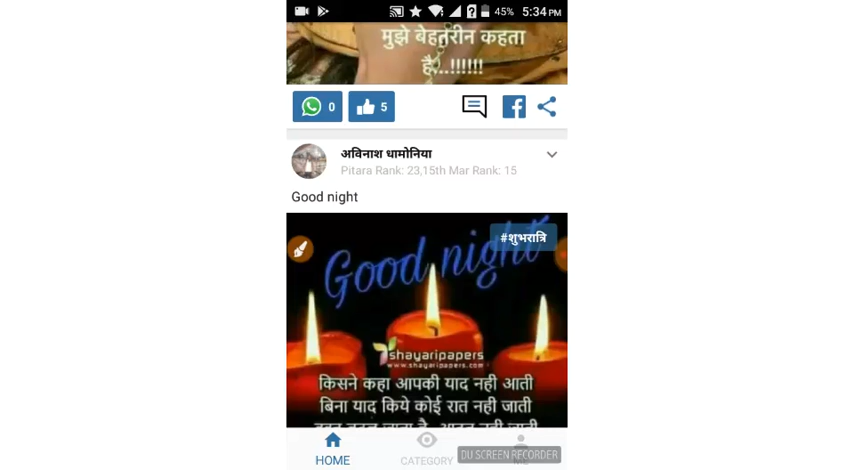 45% 5:34 PM
मुझे बेहतरीन कहता
है...!!!!!!
0 5
अविनाश धामोनिया
Pitara Rank: 23,15th Mar Rank: 15
Good night
#शुभरात्रि
Good night
shayaripapers
www.shayaripapers.com
किसने कहा आपकी याद नही आती
बिना याद किये कोई रात नही जाती
HOME CATEGORY
DU SCREEN RECORDER